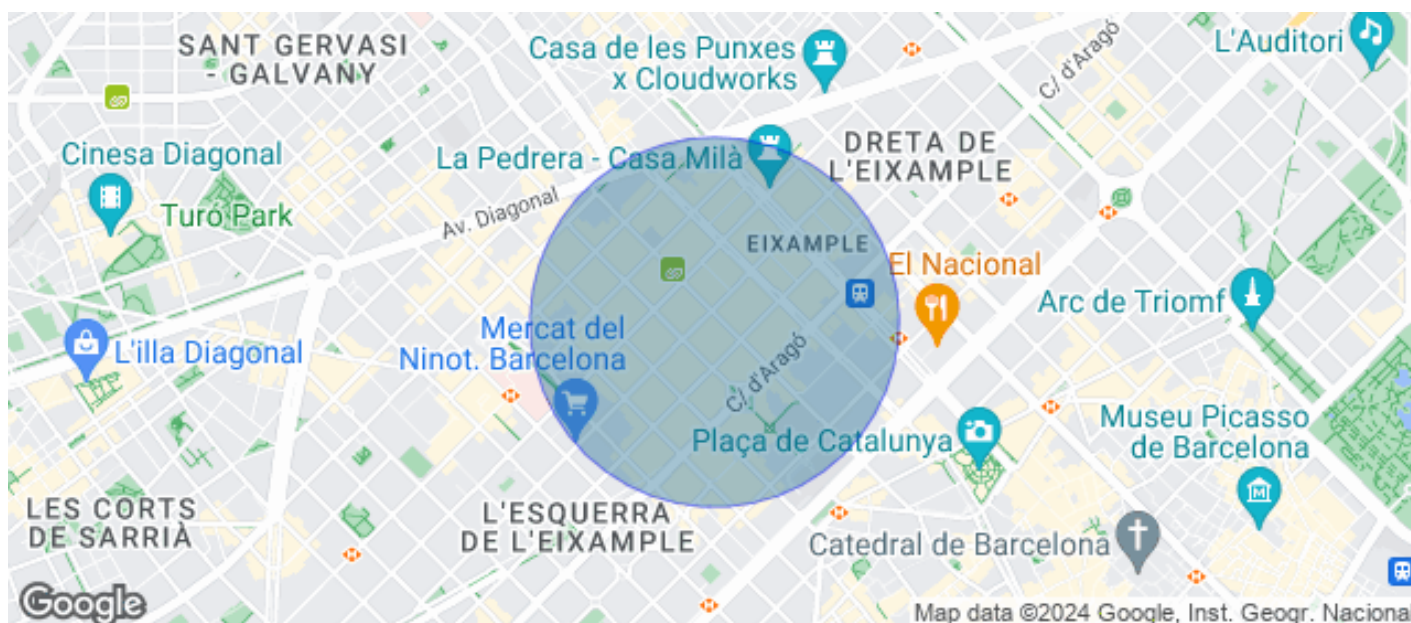 SANT GERVASI
- GALVANY
Casa de les Punxes
x Cloudworks
C/ d'Aragó
L'Auditori
Cinesa Diagonal
La Pedrera - Casa Milà
DRETA DE
L'EIXAMPLE
Turó Park
Av. Diagonal
EIXAMPLE
El Nacional
Arc de Triomf
L'illa Diagonal
Mercat del
Ninot. Barcelona
C/ d'Aragó
Plaça de Catalunya
Museu Picasso
de Barcelona
LES CORTS
DE SARRIÀ
L'ESQUERRA
DE L'EIXAMPLE
Catedral de Barcelona
Google
Map data ©2024 Google, Inst. Geogr. Nacional